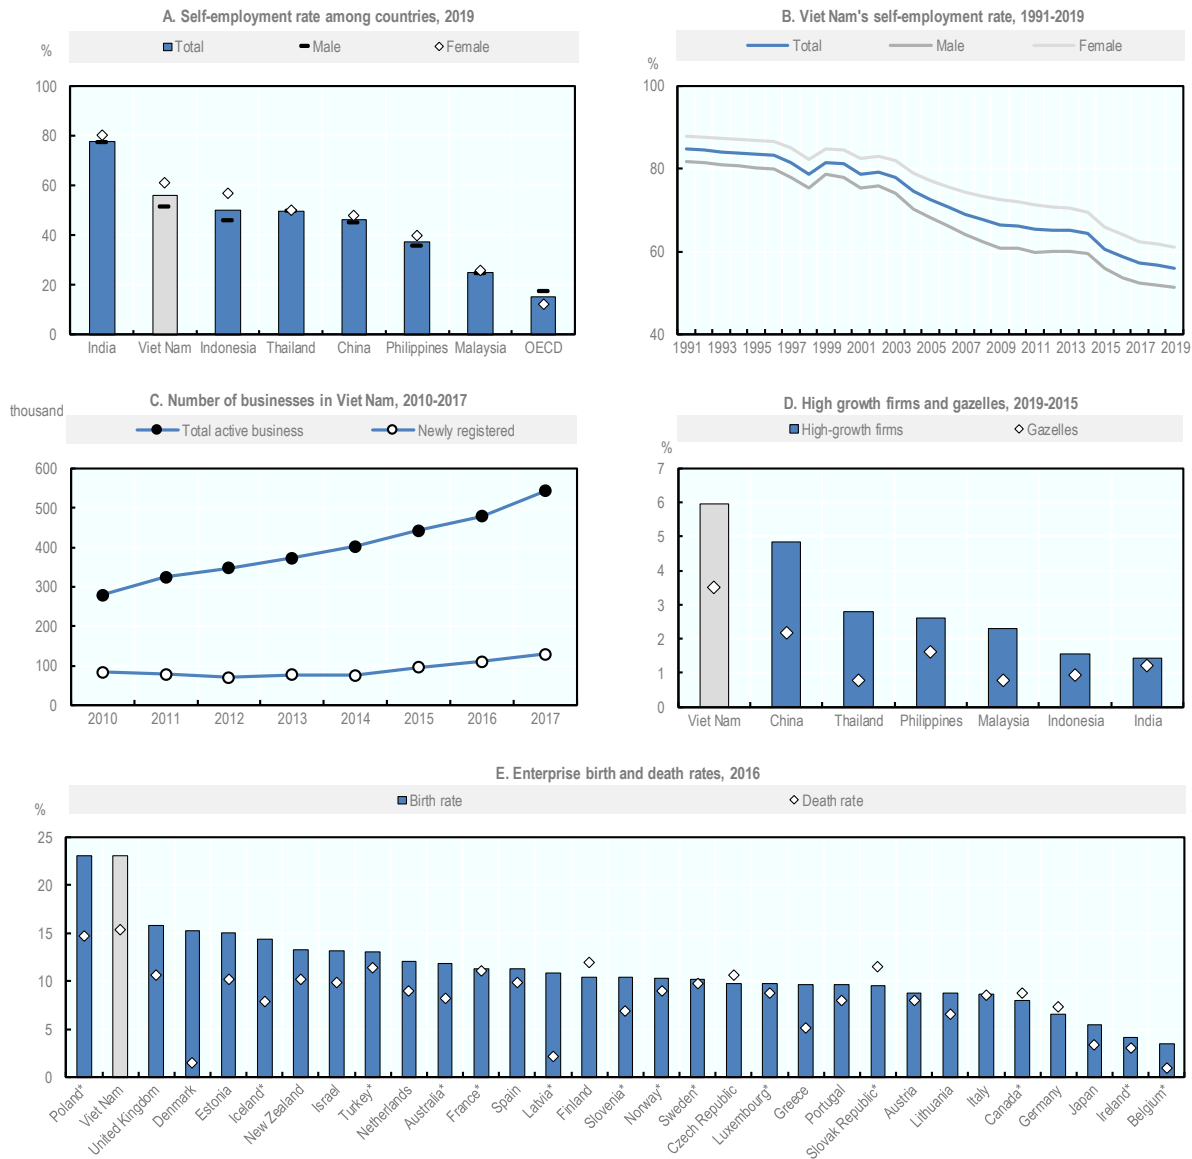 A. Self-employment rate among countries, 2019
%
Total Male Female
100
80
60
40
20
0
India Viet Nam Indonesia Thailand China Philippines Malaysia OECD
B. Viet Nam's self-employment rate, 1991-2019
%
Total Male Female
100
80
60
40
1991 1993 1995 1997 1999 2001 2003 2005 2007 2009 2011 2013 2015 2017 2019
C. Number of businesses in Viet Nam, 2010-2017
thousand
Total active business Newly registered
600
500
400
300
200
100
0
2010 2011 2012 2013 2014 2015 2016 2017
D. High growth firms and gazelles, 2019-2015
%
High-growth firms Gazelles
7
6
5
4
3
2
1
0
Viet Nam China Thailand Philippines Malaysia Indonesia India
E. Enterprise birth and death rates, 2016
%
Birth rate Death rate
25
20
15
10
5
0
Poland* Viet Nam United Kingdom Denmark Estonia Iceland* New Zealand Israel Turkey* Netherlands Australia* France* Spain Latvia* Finland Slovenia* Norway* Sweden* Czech Republic Luxembourg* Greece Portugal Slovak Republic* Austria Lithuania Italy Canada* Germany Japan Ireland* Belgium*